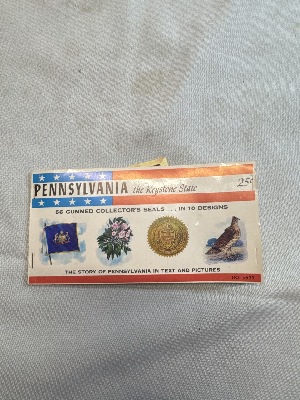 PENNSYLVANIA the Keystone State 25¢
56 GUMMED COLLECTOR'S SEALS . . . IN 10 DESIGNS
THE STORY OF PENNSYLVANIA IN TEXT AND PICTURES